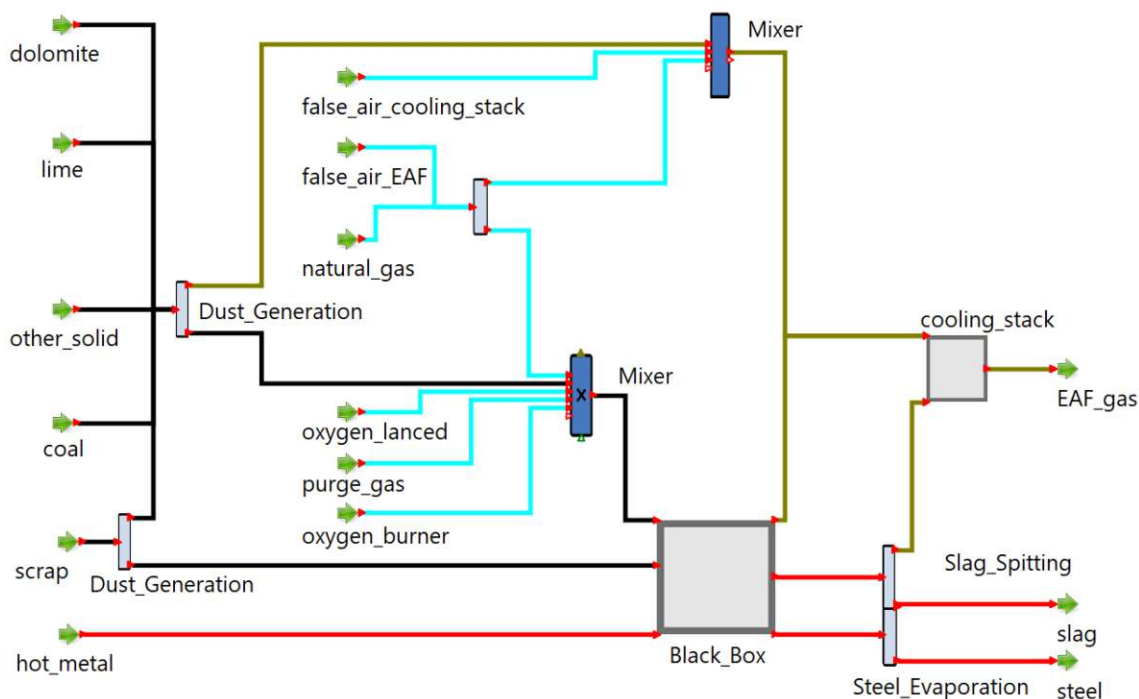 dolomite
Mixer
false_air_cooling_stack
lime
false_air_EAF
natural_gas
Dust_Generation
other_solid
cooling_stack
Mixer
EAF_gas
oxygen_lanced
coal
purge_gas
oxygen_burner
scrap
Dust_Generation
Slag_Spitting
slag
hot_metal
Black_Box
Steel_Evaporation
steel